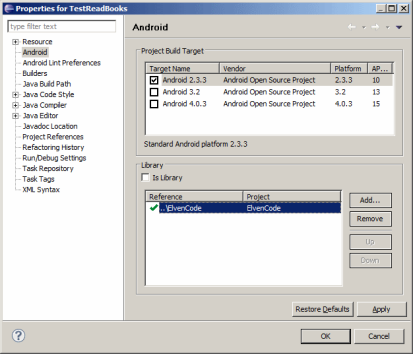 Properties for TestReadBooks
type filter text
Resource
Android
Android Lint Preferences
Builders
Java Build Path
Java Code Style
Java Compiler
Java Editor
Javadoc Location
Project References
Refactoring History
Run/Debug Settings
Task Repository
Task Tags
XML Syntax
Android
Project Build Target
Target Name Vendor Platform AP...
Android 2.3.3 Android Open Source Project 2.3.3 10
Android 3.2 Android Open Source Project 3.2 13
Android 4.0.3 Android Open Source Project 4.0.3 15
Standard Android platform 2.3.3
Library
Is Library
Reference Project
..\ElvenCode ElvenCode
Add...
Remove
Up
Down
Restore Defaults Apply
? OK Cancel